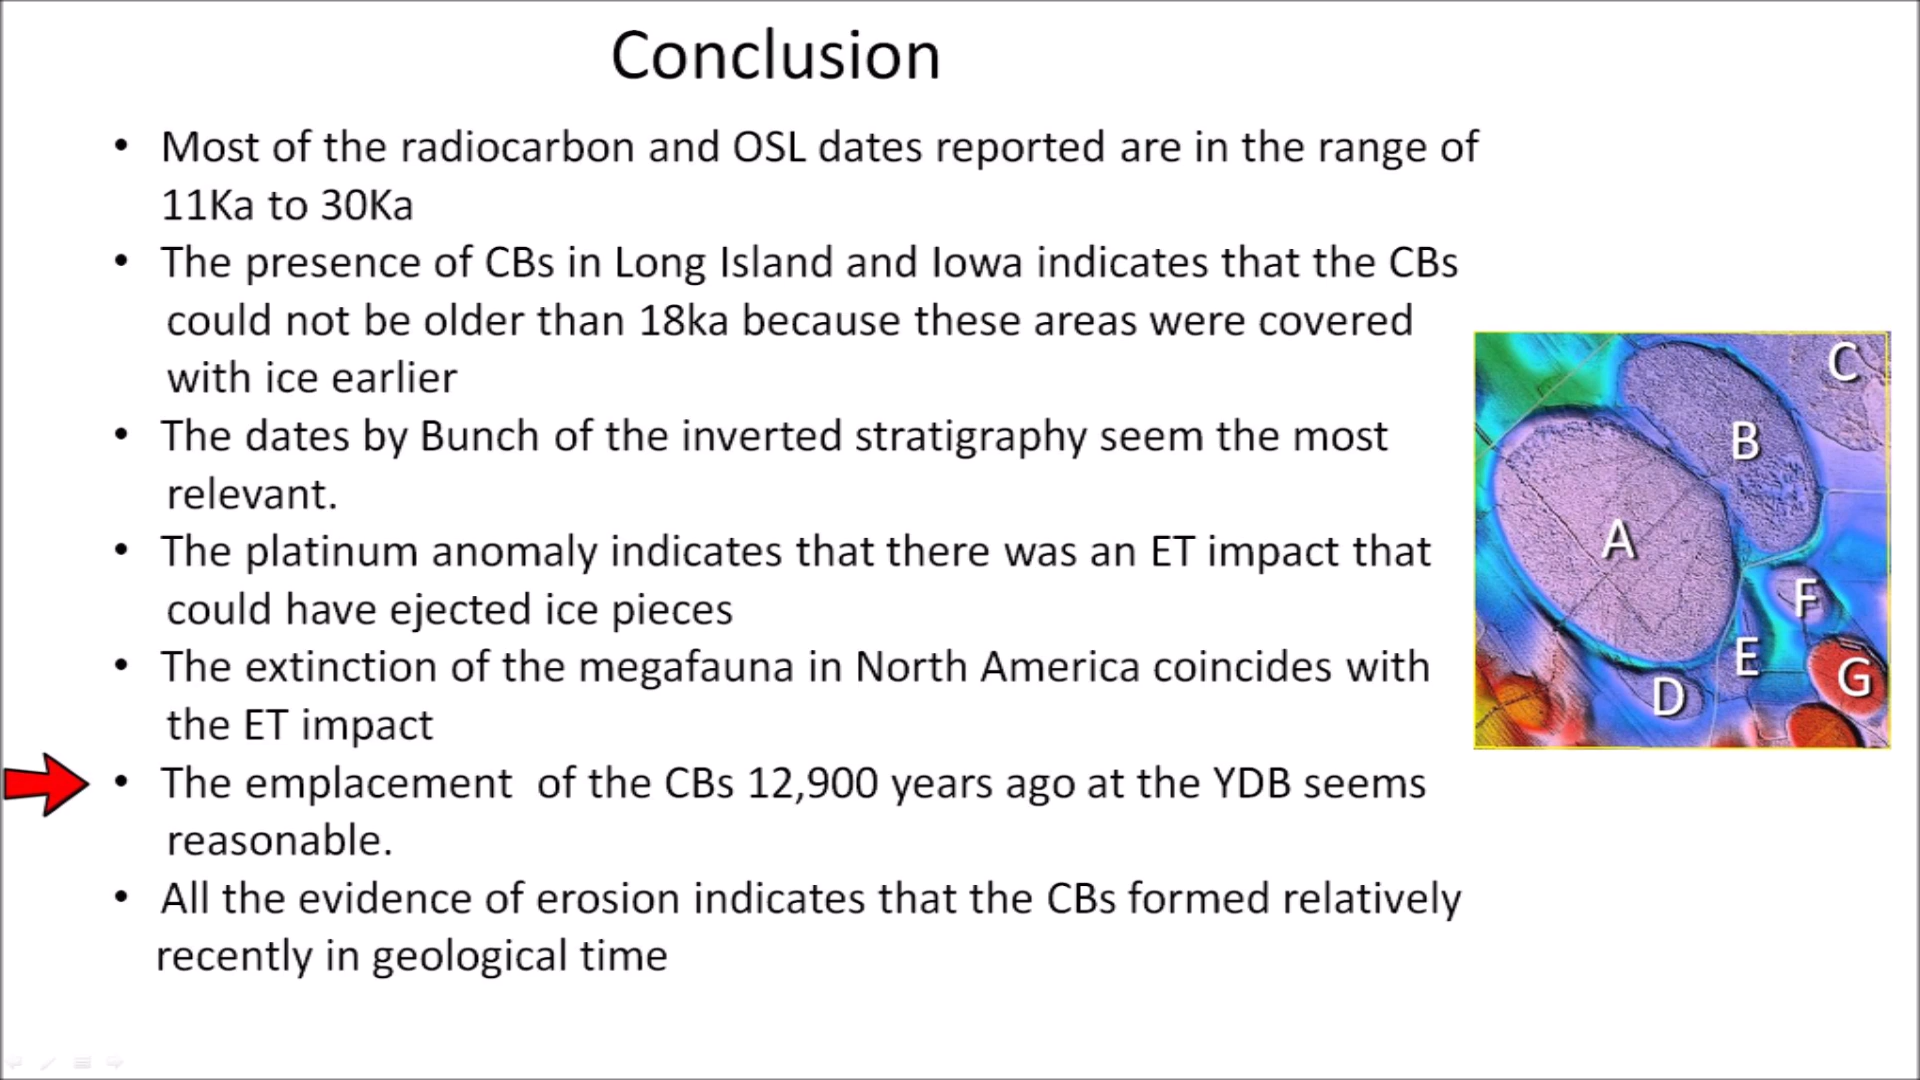 Conclusion
• Most of the radiocarbon and OSL dates reported are in the range of
11Ka to 30Ka
• The presence of CBs in Long Island and Iowa indicates that the CBs
could not be older than 18ka because these areas were covered
with ice earlier
• The dates by Bunch of the inverted stratigraphy seem the most
relevant.
• The platinum anomaly indicates that there was an ET impact that
could have ejected ice pieces
• The extinction of the megafauna in North America coincides with
the ET impact
• The emplacement  of the CBs 12,900 years ago at the YDB seems
reasonable.
• All the evidence of erosion indicates that the CBs formed relatively
recently in geological time
C
B
A
F
E
G
D